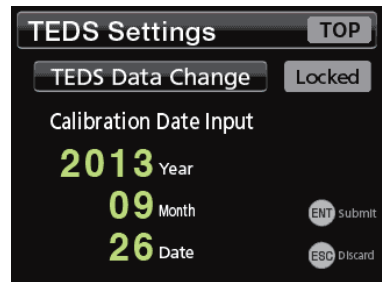 TEDS Settings TOP
TEDS Data Change Locked
Calibration Date Input
2013 Year
09 Month
ENT Submit
26 Date
ESC Discard